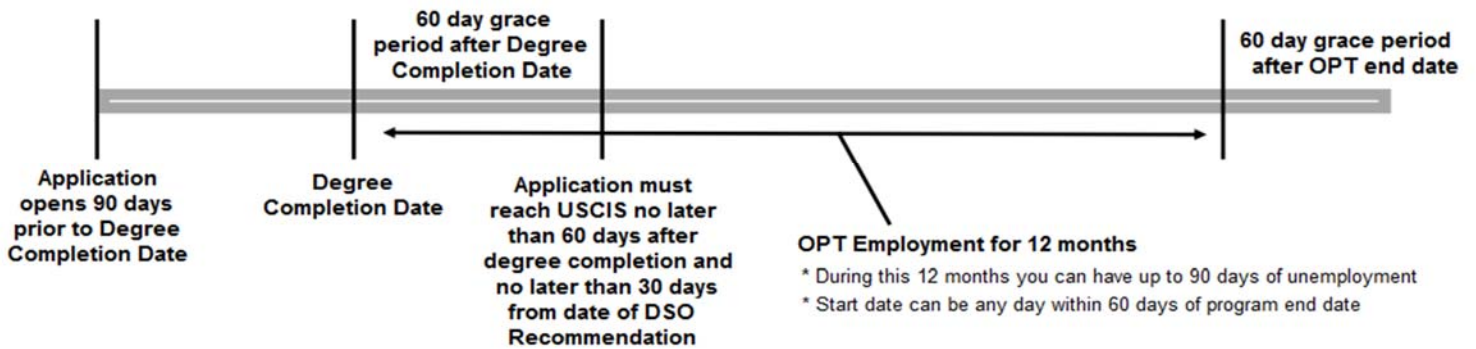 60 day grace
period after Degree
Completion Date
60 day grace period
after OPT end date
Application
opens 90 days
prior to Degree
Completion Date
Degree
Completion Date
Application must
reach USCIS no later
than 60 days after
degree completion and
no later than 30 days
from date of DSO
Recommendation
OPT Employment for 12 months
* During this 12 months you can have up to 90 days of unemployment
* Start date can be any day within 60 days of program end date